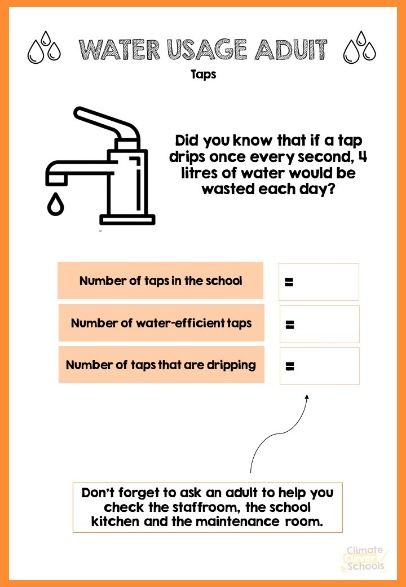 WATER USAGE ADUIT
Taps
Did you know that if a tap
drips once every second, 4
litres of water would be
wasted each day?
Number of taps in the school
=
Number of water-efficient taps
=
Number of taps that are dripping
=
Don't forget to ask an adult to help you
check the staffroom, the school
kitchen and the maintenance room.
Climate
Schools